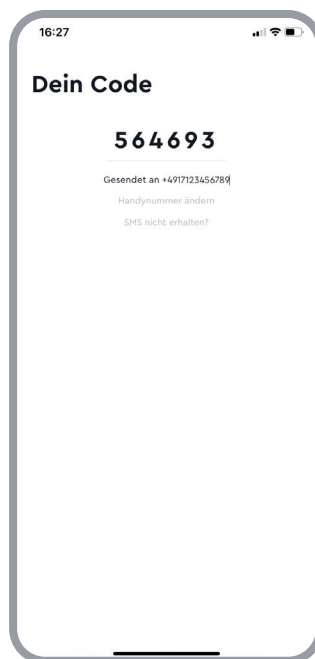 16:27
Dein Code
564693
Gesendet an +4917123456789
Handynummer ändern
SMS nicht erhalten?